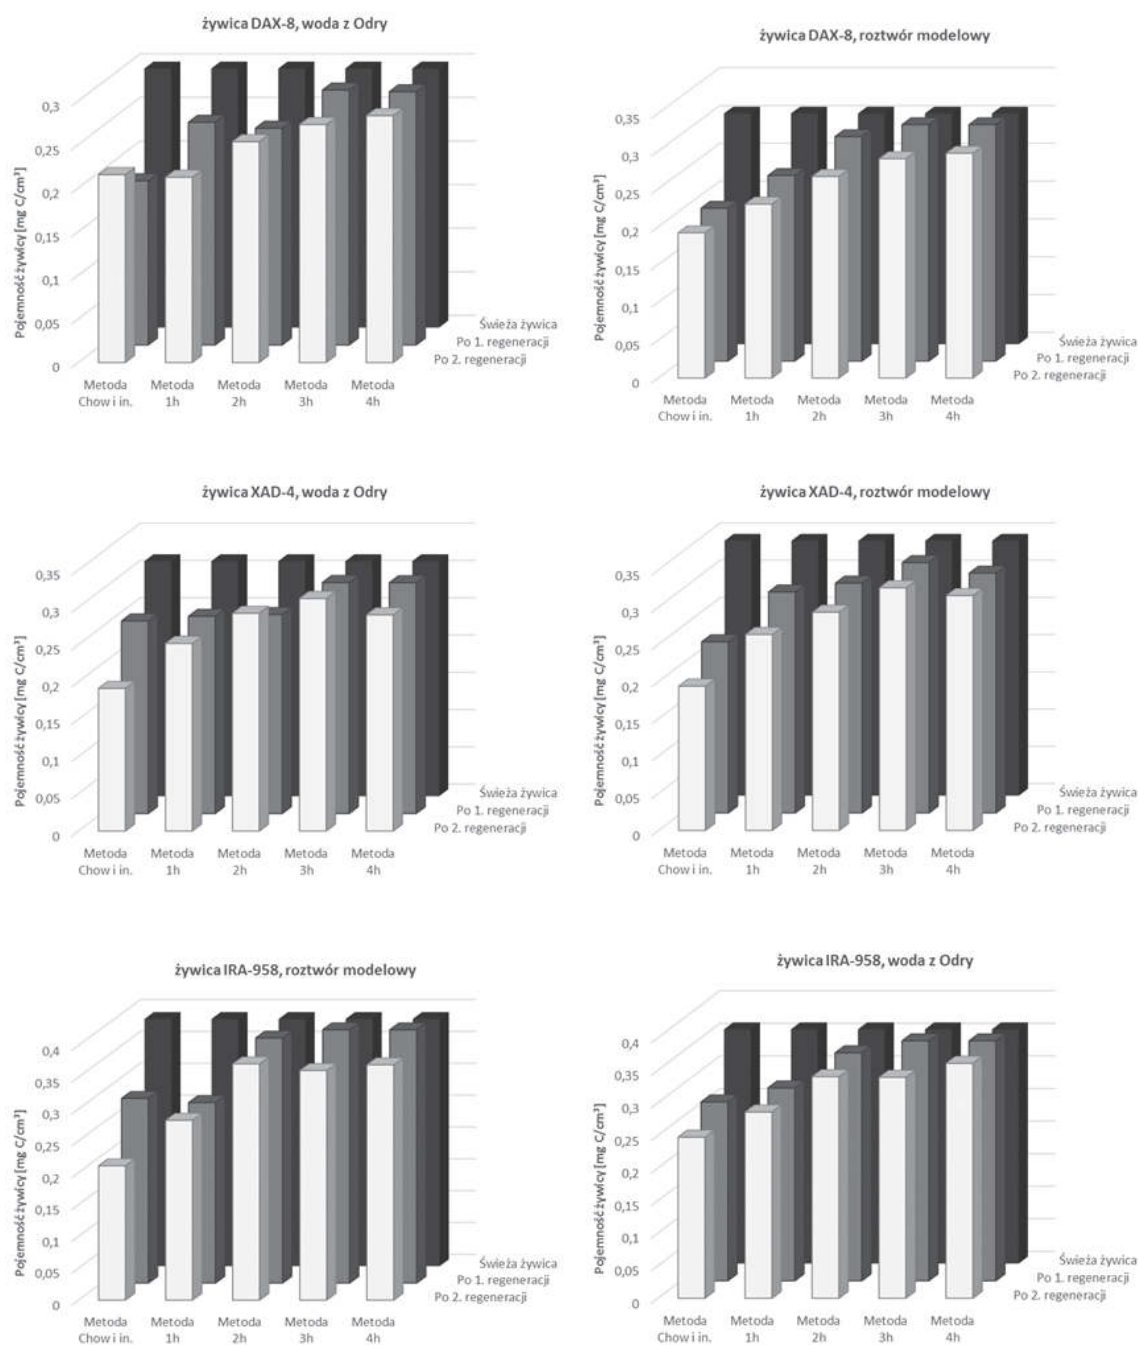 żywica DAX-8, woda z Odry
Pojemność żywicy [mg C/cm³]
0,3
0,25
0,2
0,15
0,1
0,05
0
Metoda Chow i in.
Metoda 1h
Metoda 2h
Metoda 3h
Metoda 4h
Świeża żywica
Po 1. regeneracji
Po 2. regeneracji
żywica DAX-8, roztwór modelowy
Pojemność żywicy [mg C/cm³]
0,35
0,3
0,25
0,2
0,15
0,1
0,05
0
Metoda Chow i in.
Metoda 1h
Metoda 2h
Metoda 3h
Metoda 4h
Świeża żywica
Po 1. regeneracji
Po 2. regeneracji
żywica XAD-4, woda z Odry
Pojemność żywicy [mg C/cm³]
0,35
0,3
0,25
0,2
0,15
0,1
0,05
0
Metoda Chow i in.
Metoda 1h
Metoda 2h
Metoda 3h
Metoda 4h
Świeża żywica
Po 1. regeneracji
Po 2. regeneracji
żywica XAD-4, roztwór modelowy
Pojemność żywicy [mg C/cm³]
0,35
0,3
0,25
0,2
0,15
0,1
0,05
0
Metoda Chow i in.
Metoda 1h
Metoda 2h
Metoda 3h
Metoda 4h
Świeża żywica
Po 1. regeneracji
Po 2. regeneracji
żywica IRA-958, roztwór modelowy
Pojemność żywicy [mg C/cm³]
0,4
0,35
0,3
0,25
0,2
0,15
0,1
0,05
0
Metoda Chow i in.
Metoda 1h
Metoda 2h
Metoda 3h
Metoda 4h
Świeża żywica
Po 1. regeneracji
Po 2. regeneracji
żywica IRA-958, woda z Odry
Pojemność żywicy [mg C/cm³]
0,4
0,35
0,3
0,25
0,2
0,15
0,1
0,05
0
Metoda Chow i in.
Metoda 1h
Metoda 2h
Metoda 3h
Metoda 4h
Świeża żywica
Po 1. regeneracji
Po 2. regeneracji